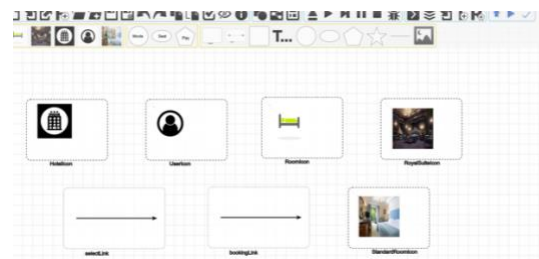 T...
HotelIcon
UserIcon
RoomIcon
RoyalSuiteIcon
selectLink
bookingLink
StandardRoomIcon